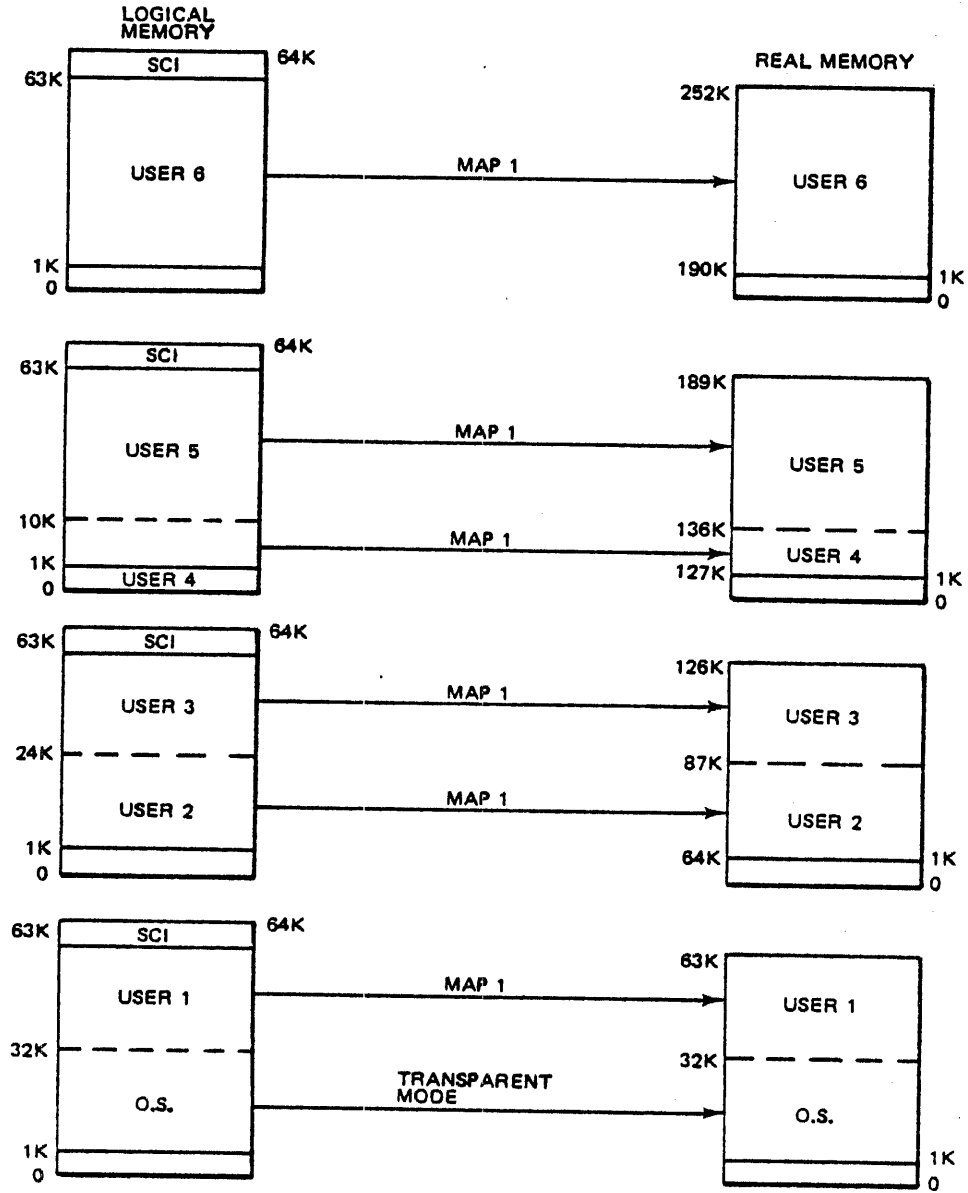 LOGICAL
MEMORY
SCI
64K
63K
USER 6
1K
0
MAP 1
REAL MEMORY
252K
USER 6
190K
1K
0
SCI
64K
63K
USER 5
10K
1K
USER 4
0
MAP 1
MAP 1
189K
USER 5
136K
USER 4
127K
1K
0
SCI
64K
63K
USER 3
24K
USER 2
1K
0
MAP 1
MAP 1
126K
USER 3
87K
USER 2
64K
1K
0
SCI
64K
63K
USER 1
32K
O.S.
1K
0
MAP 1
TRANSPARENT
MODE
63K
USER 1
32K
O.S.
1K
0